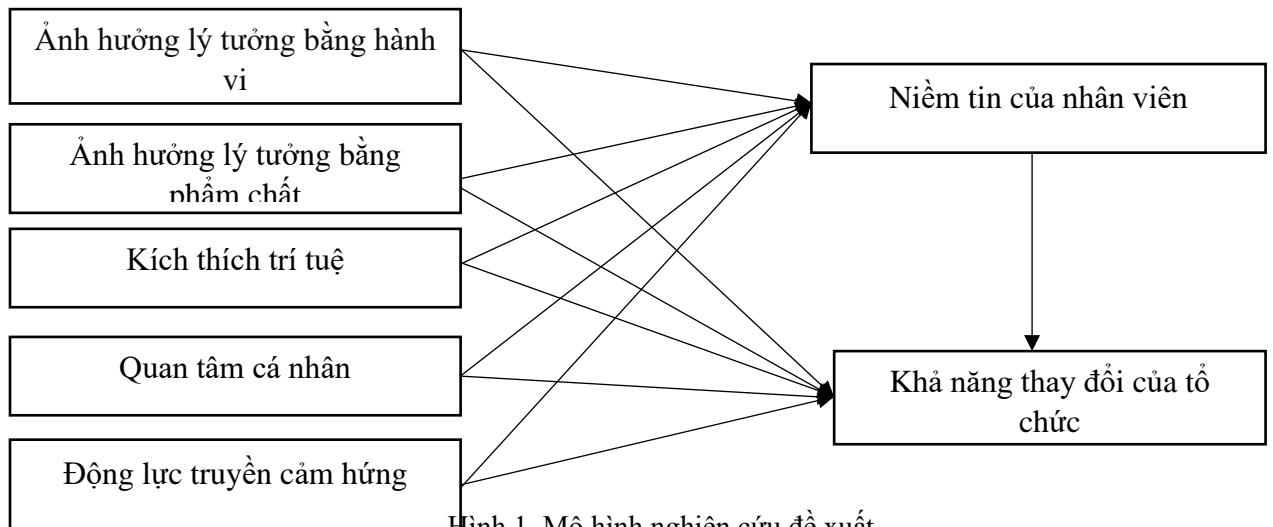 Ảnh hưởng lý tưởng bằng hành
vi
Ảnh hưởng lý tưởng bằng
phẩm chất
Kích thích trí tuệ
Quan tâm cá nhân
Động lực truyền cảm hứng
Niềm tin của nhân viên
Khả năng thay đổi của tổ
chức
Hình 1. Mô hình nghiên cứu đề xuất